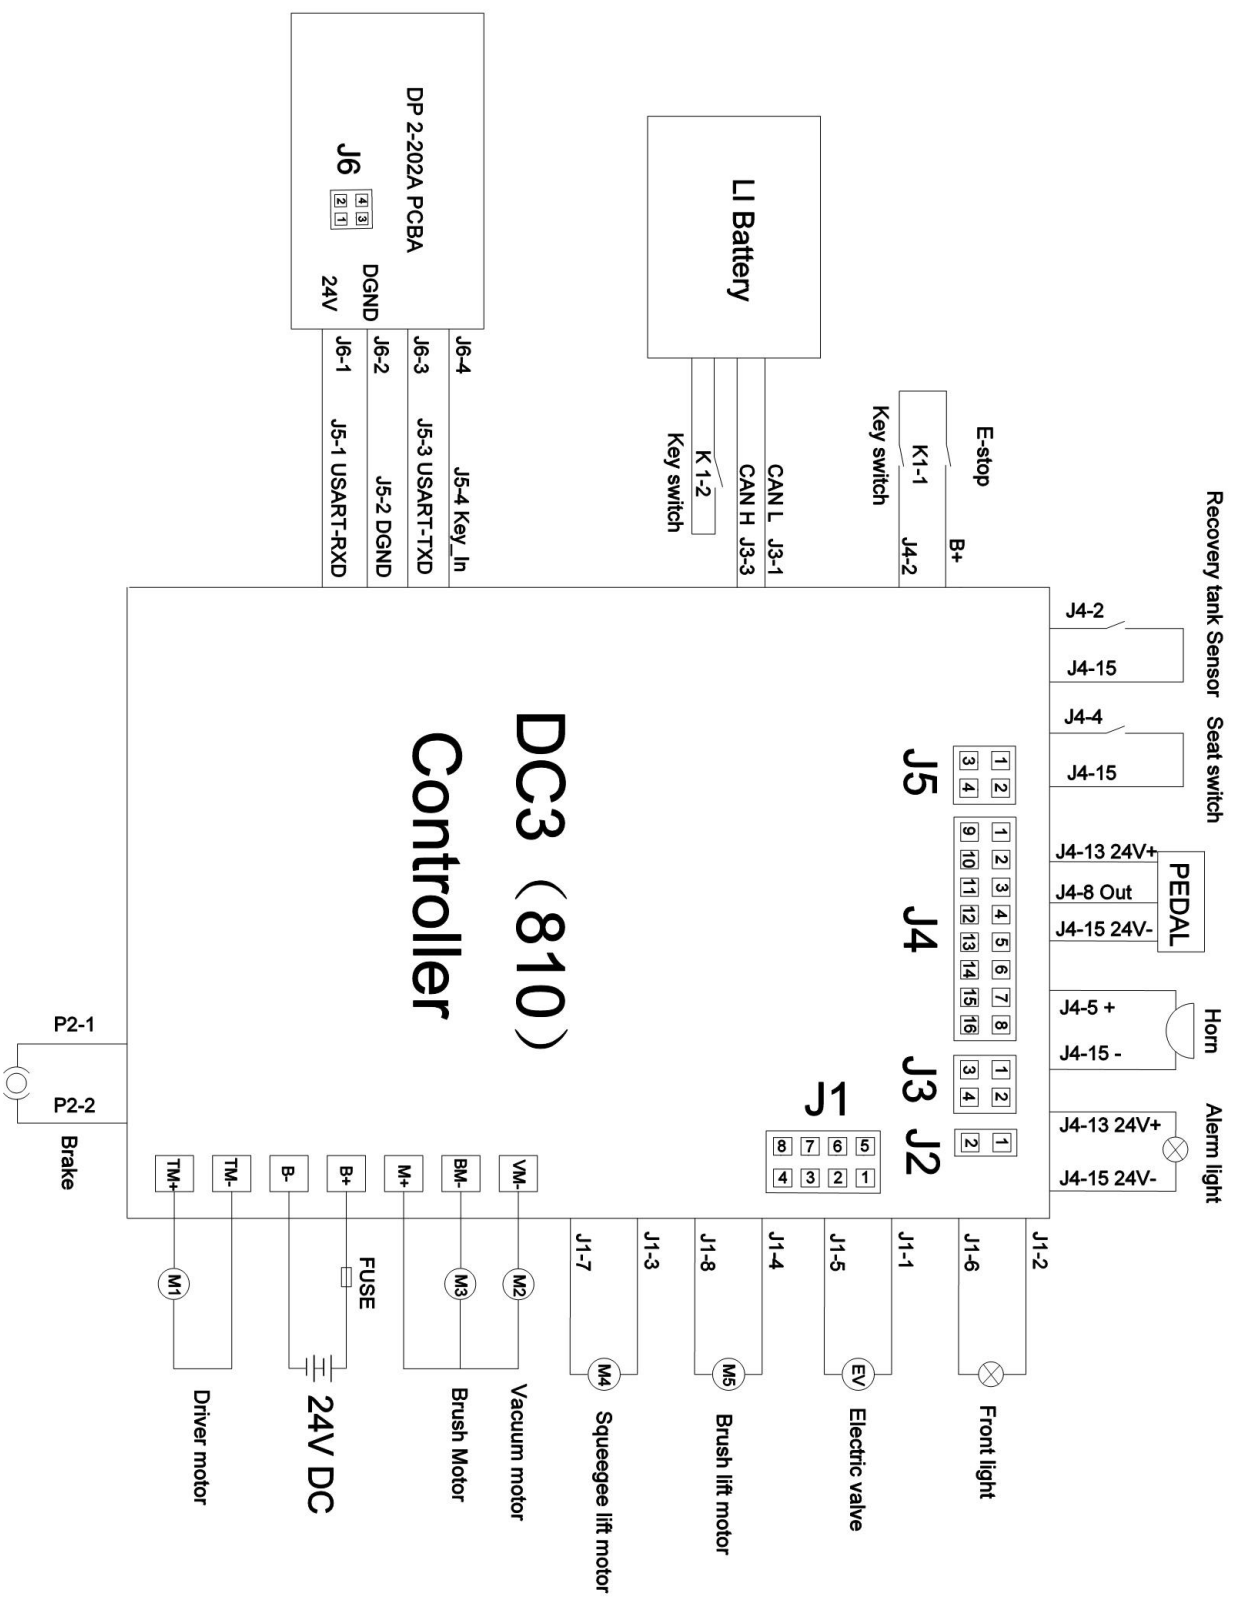 DP 2-202A PCBA
J6
4 3
2 1
DGND
24V
J6-4
J6-3
J6-2
J6-1
J5-4 Key_In
J5-3 USART-TXD
J5-2 DGND
J5-1 USART-RXD
LI Battery
CAN L J3-1
CAN H J3-3
K 1-2
Key switch
E-stop
K1-1
Key switch
B+
J4-2
Recovery tank Sensor
J4-2
J4-15
Seat switch
J4-4
J4-15
PEDAL
J4-13 24V+
J4-8 Out
J4-15 24V-
Horn
J4-5 +
J4-15 -
Alerm light
J4-13 24V+
J4-15 24V-
DC3（810）
Controller
J5
1 2
3 4
J4
1 2 3 4 5 6 7 8
9 10 11 12 13 14 15 16
J3
1 2
3 4
J2
1
2
J1
5 1
6 2
7 3
8 4
J1-2
J1-6
Front light
J1-1
J1-5
EV
Electric valve
J1-4
J1-8
M5
Brush lift motor
J1-3
J1-7
M4
Squeegee lift motor
VM-
M2
Vacuum motor
BM-
M3
Brush Motor
M+
B+
FUSE
B-
24V DC
TM-
TM+
M1
Driver motor
P2-1
P2-2
Brake